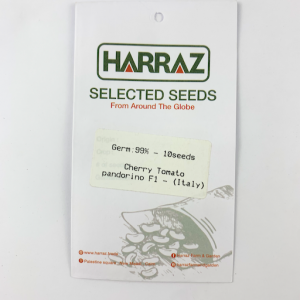 HARRAZ
SELECTED SEEDS
From Around The Globe
Germ.99% - 10seeds
Cherry Tomato
pandorino F1 - (Italy)